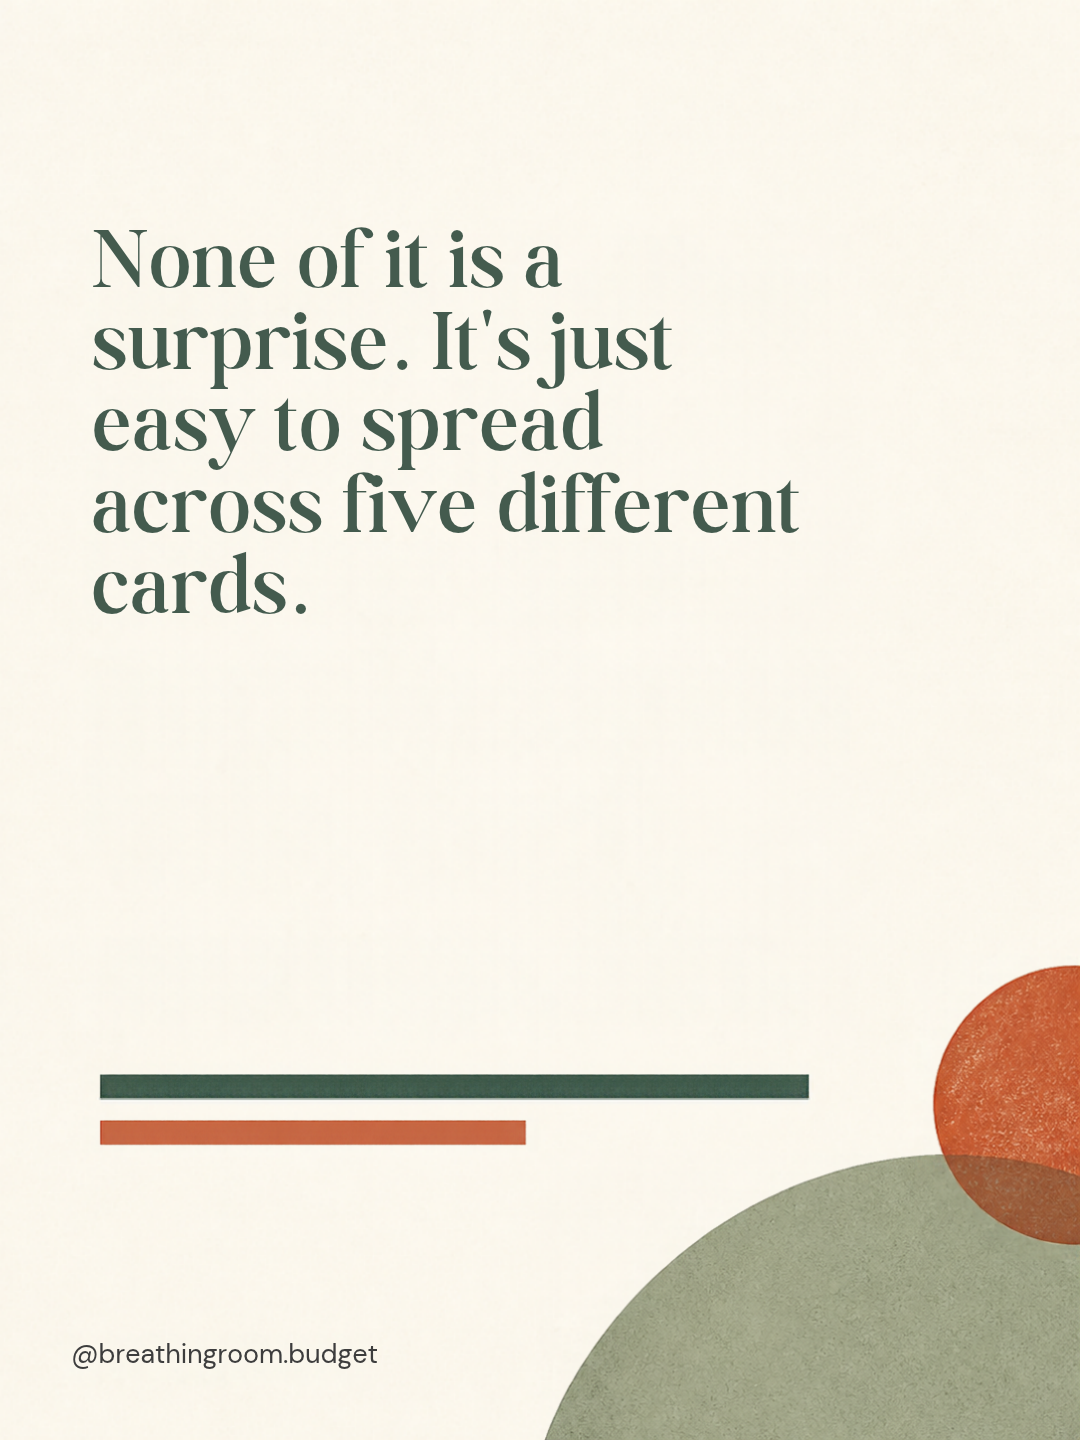 None of it is a
surprise. It's just
easy to spread
across five different
cards.
@breathingroom.budget